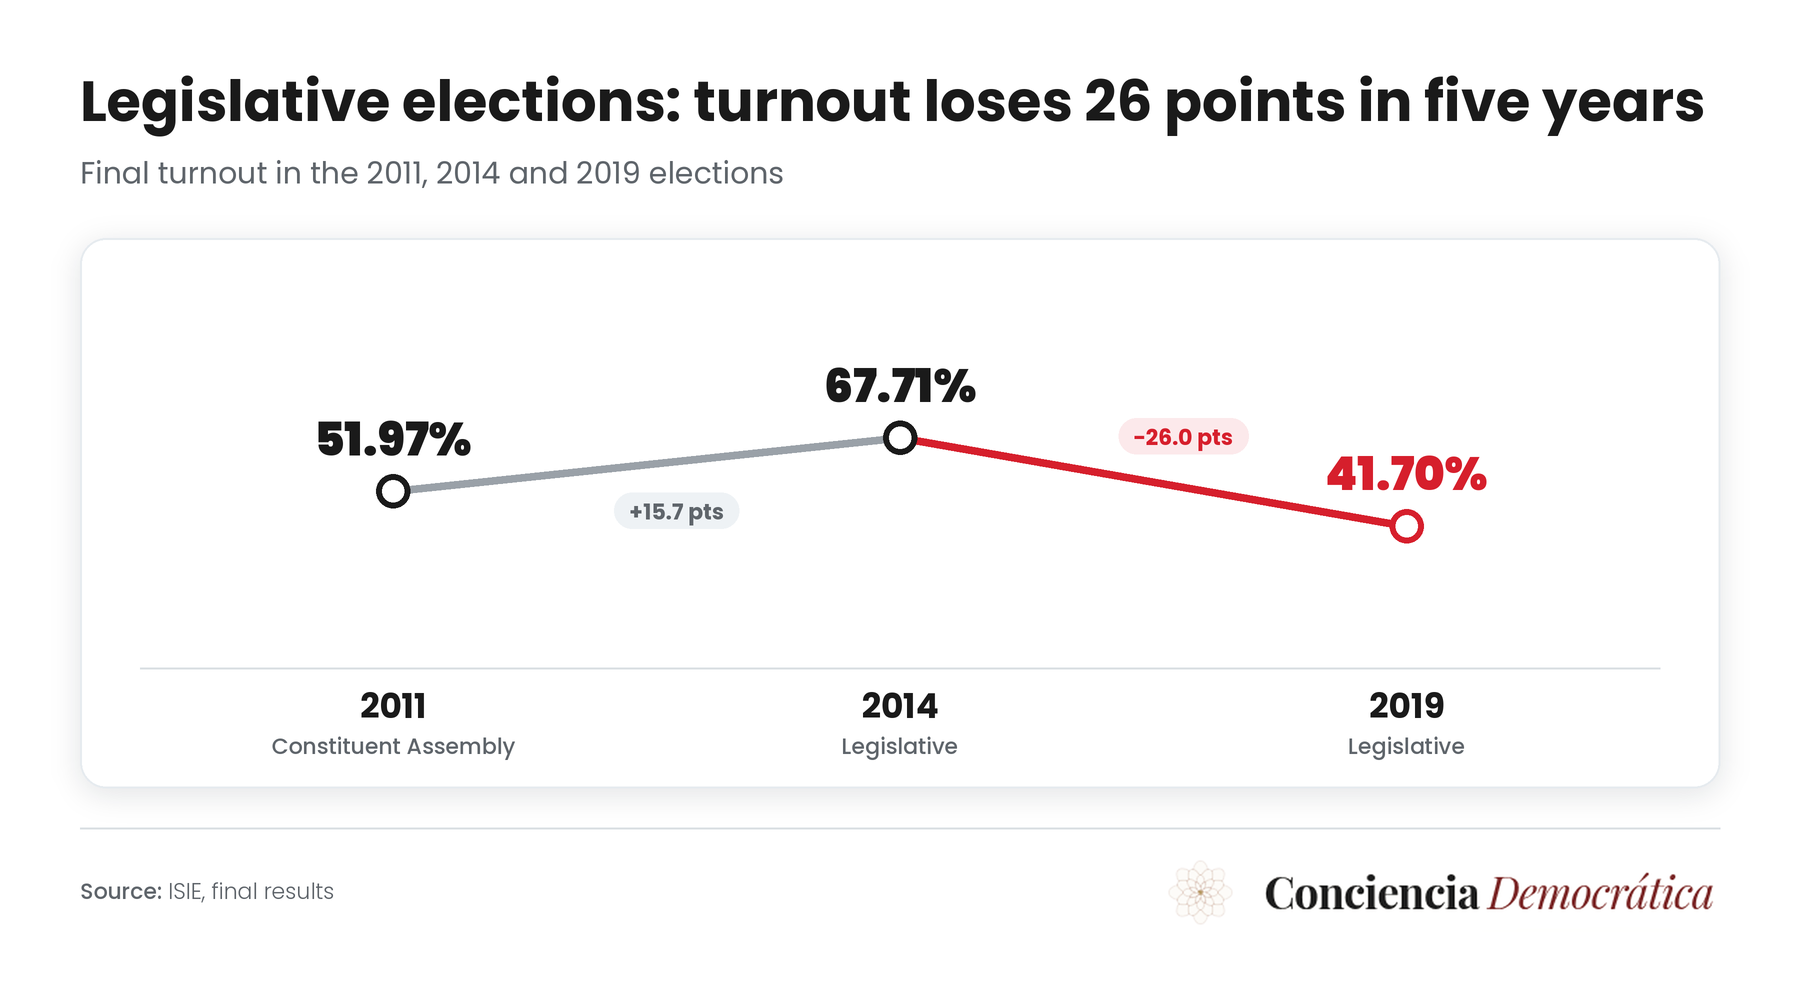 Legislative elections: turnout loses 26 points in five years
Final turnout in the 2011, 2014 and 2019 elections
51.97%
+15.7 pts
67.71%
-26.0 pts
41.70%
2011
Constituent Assembly
2014
Legislative
2019
Legislative
Source: ISIE, final results
Conciencia Democrática